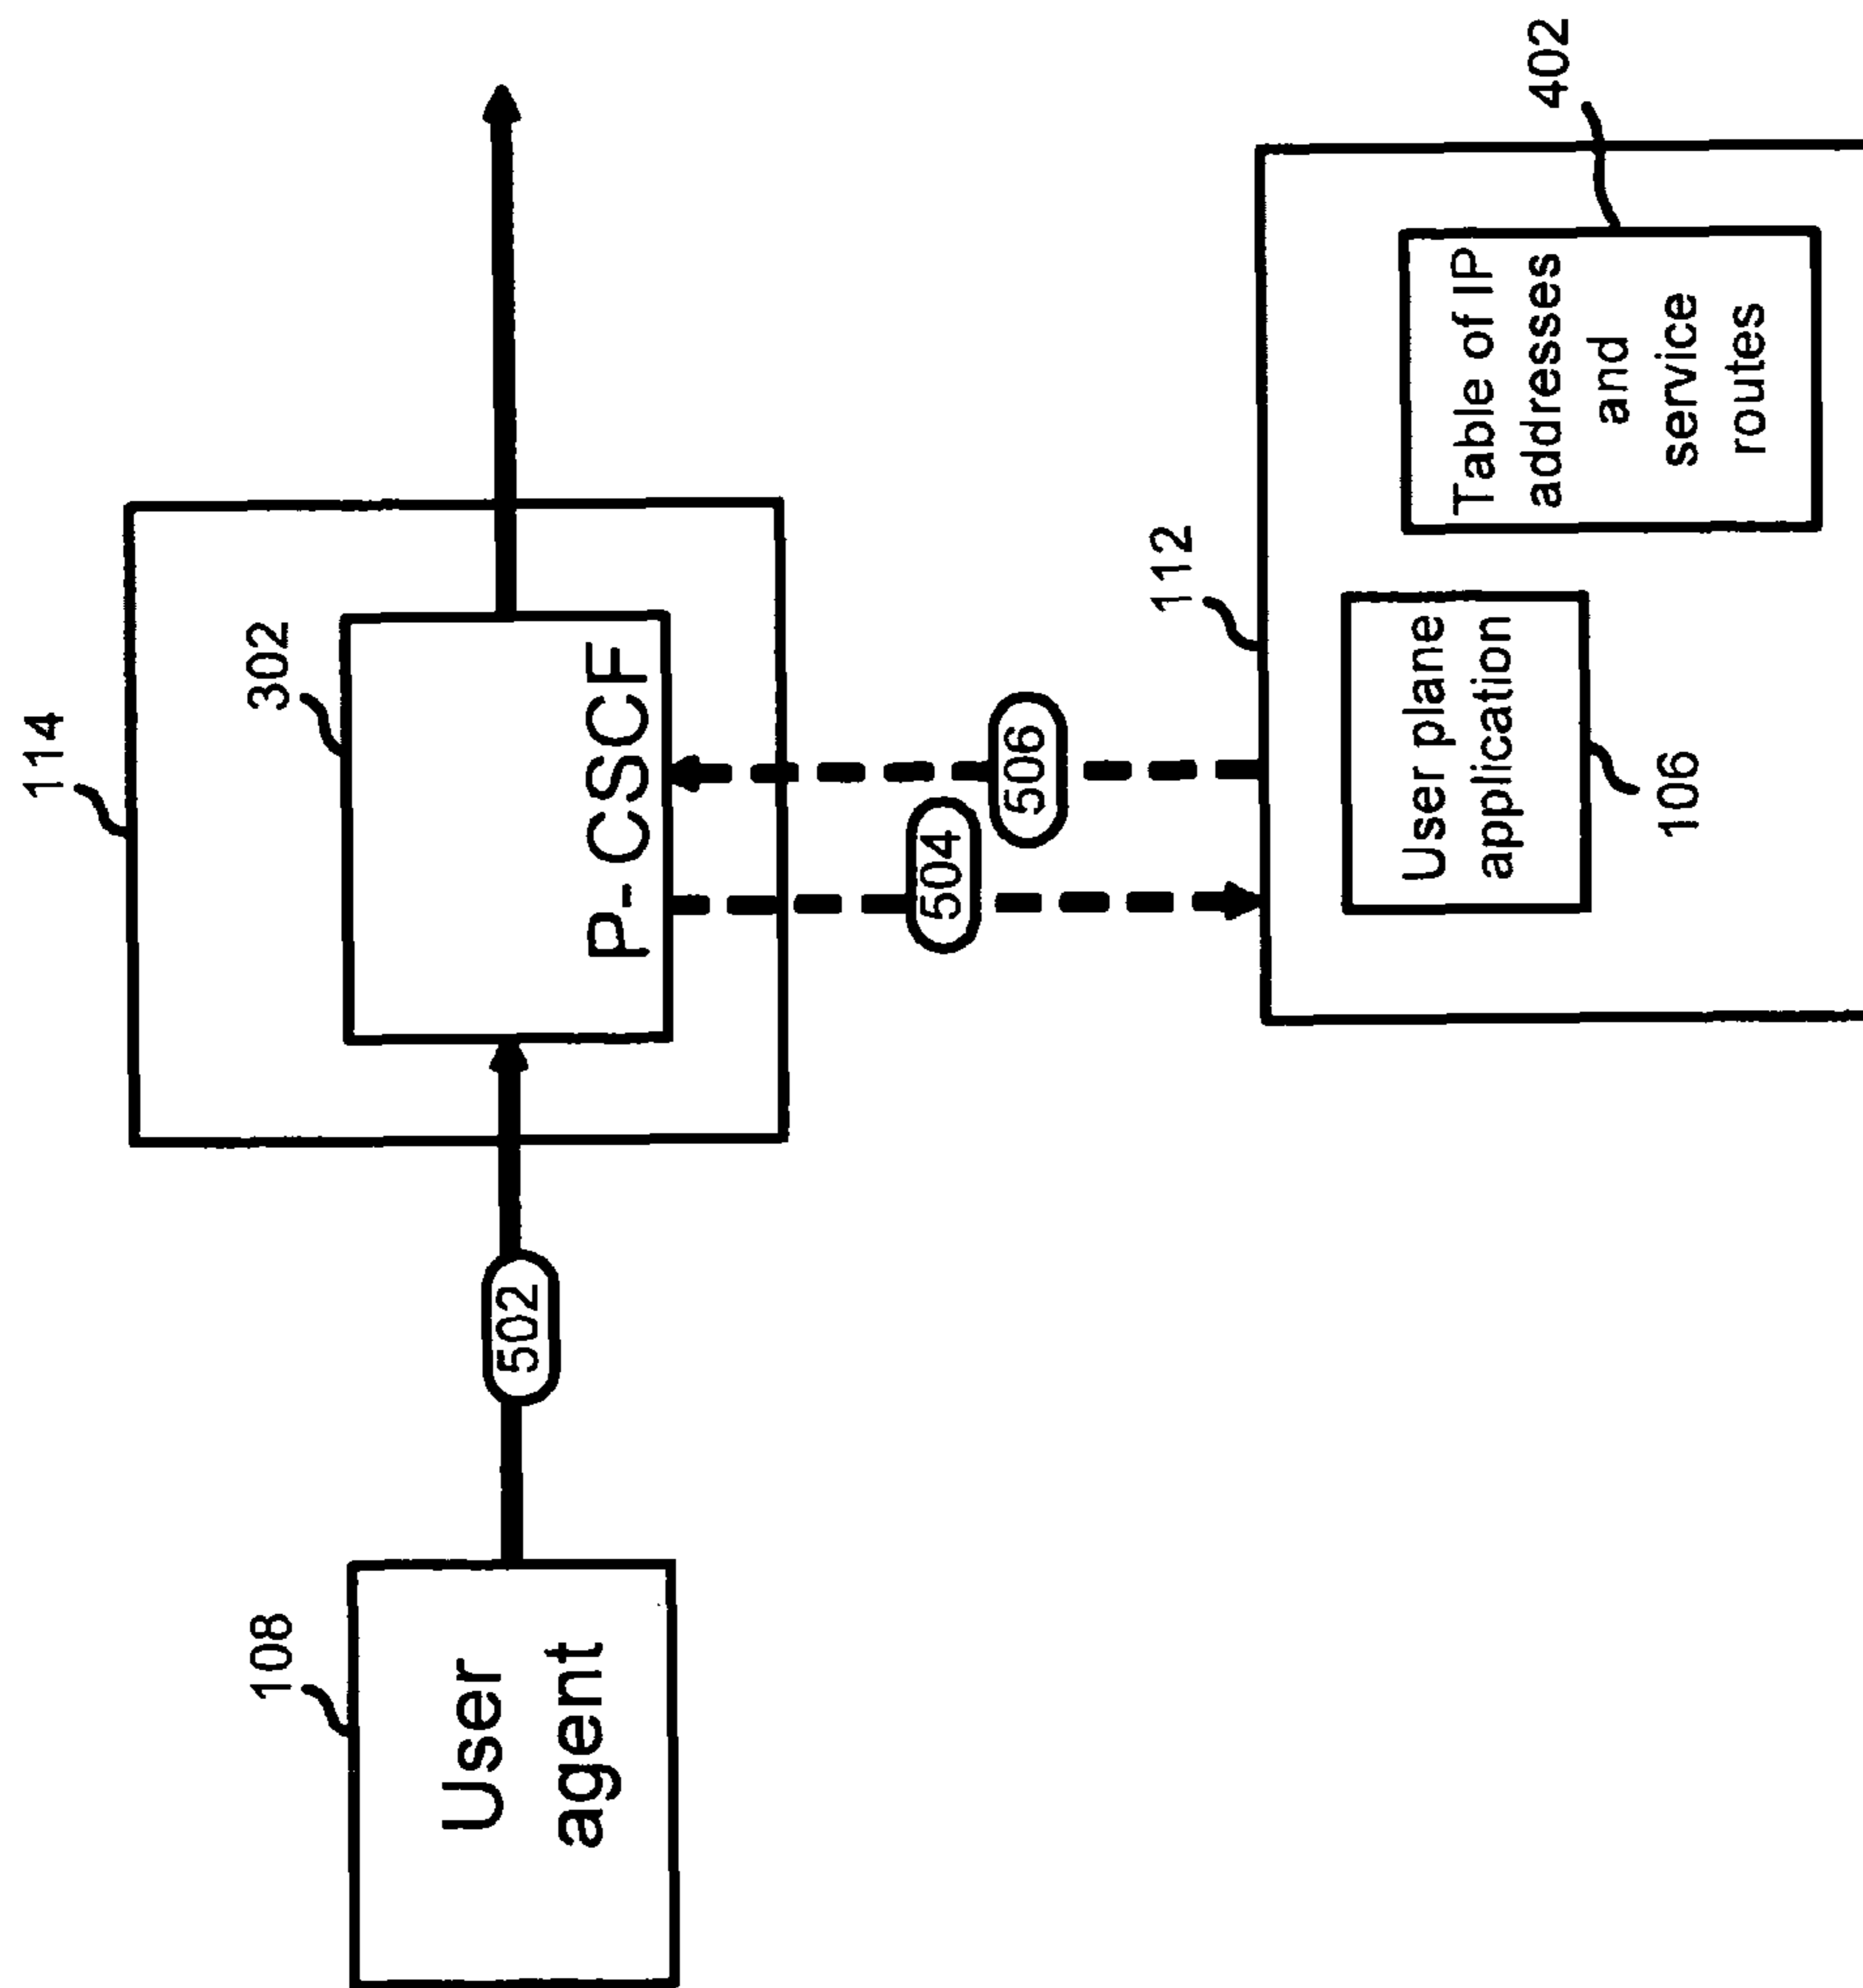 114
302
P-CSCF
108
User
agent
502
504
506
112
User plane
application
106
Table of IP
addresses
and
service
routes
402